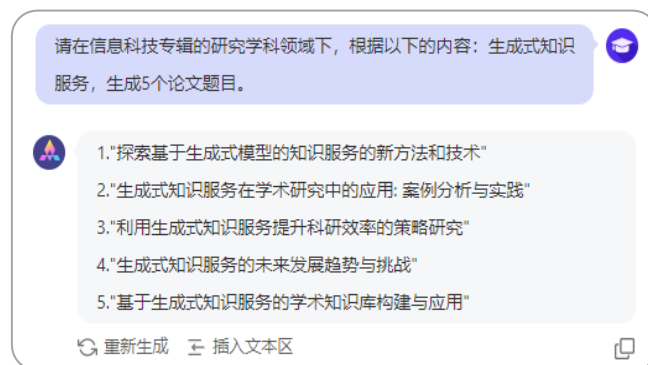 请在信息科技专辑的研究学科领域下，根据以下的内容：生成式知识
服务，生成5个论文题目。
1."探索基于生成式模型的知识服务的新方法和技术"
2."生成式知识服务在学术研究中的应用: 案例分析与实践"
3."利用生成式知识服务提升科研效率的策略研究"
4."生成式知识服务的未来发展趋势与挑战"
5."基于生成式知识服务的学术知识库构建与应用"
重新生成 插入文本区